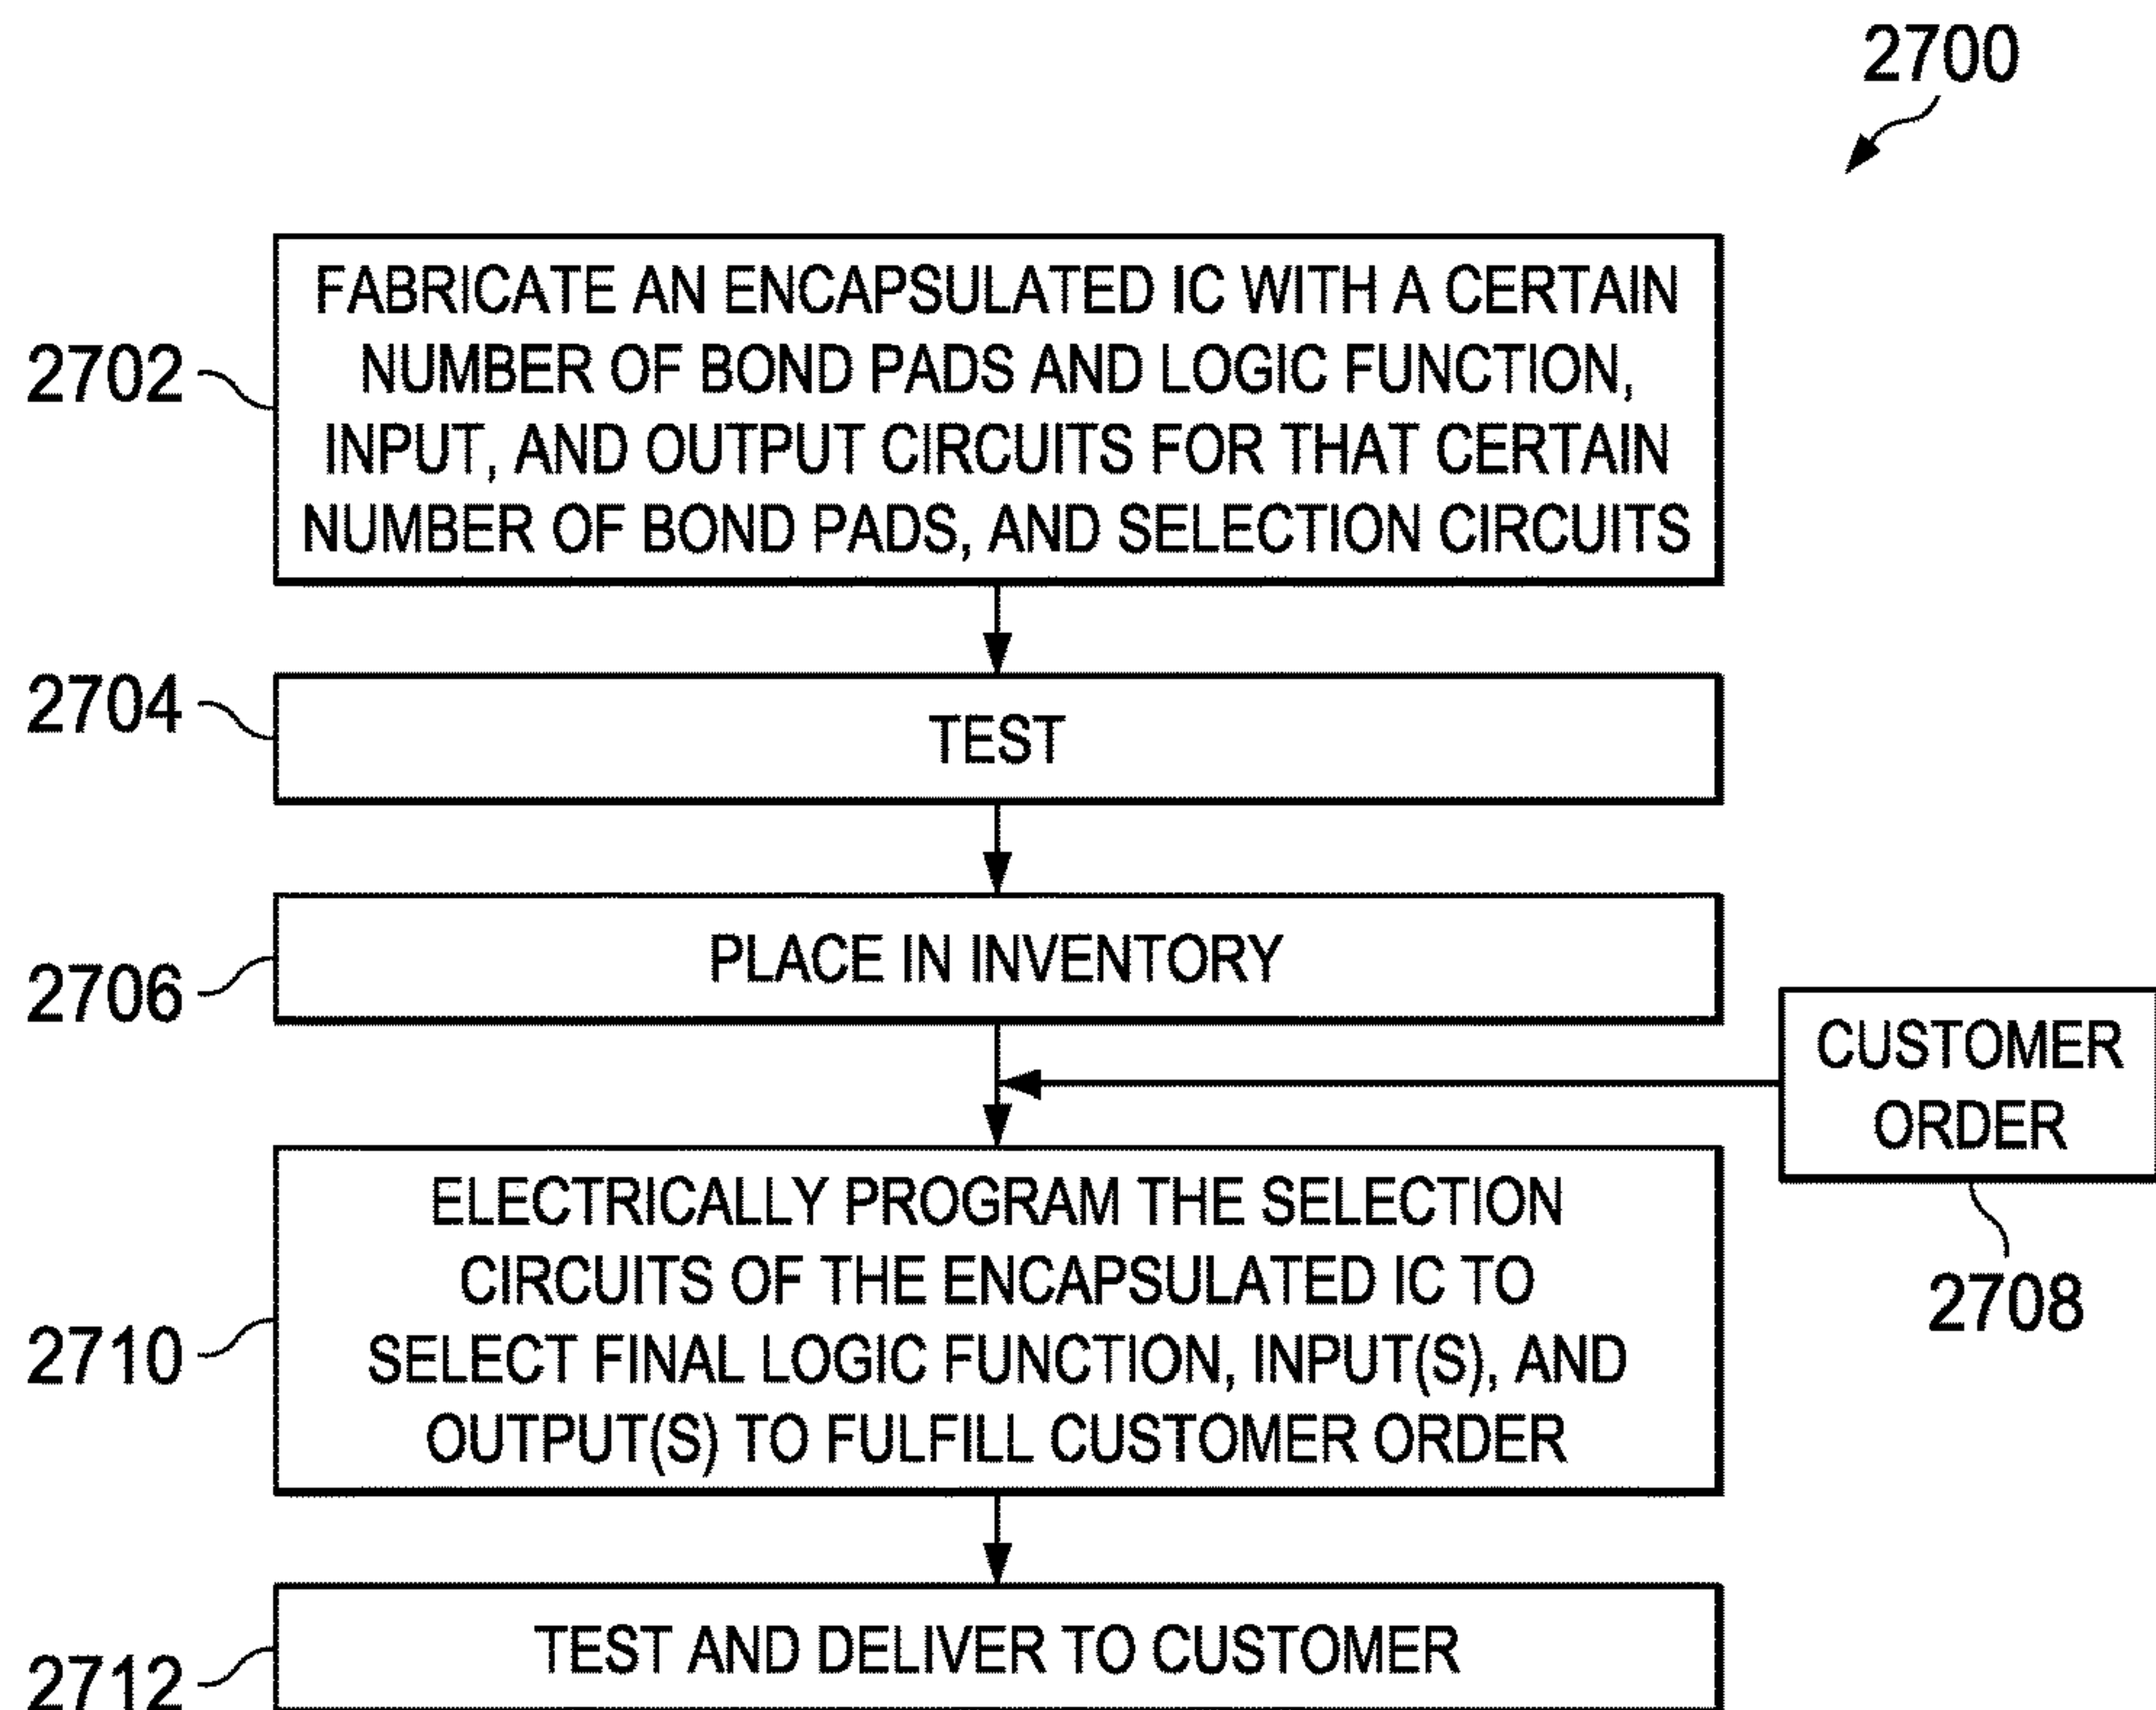 2700
2702
FABRICATE AN ENCAPSULATED IC WITH A CERTAIN
NUMBER OF BOND PADS AND LOGIC FUNCTION,
INPUT, AND OUTPUT CIRCUITS FOR THAT CERTAIN
NUMBER OF BOND PADS, AND SELECTION CIRCUITS
2704
TEST
2706
PLACE IN INVENTORY
CUSTOMER
ORDER
2708
2710
ELECTRICALLY PROGRAM THE SELECTION
CIRCUITS OF THE ENCAPSULATED IC TO
SELECT FINAL LOGIC FUNCTION, INPUT(S), AND
OUTPUT(S) TO FULFILL CUSTOMER ORDER
2712
TEST AND DELIVER TO CUSTOMER